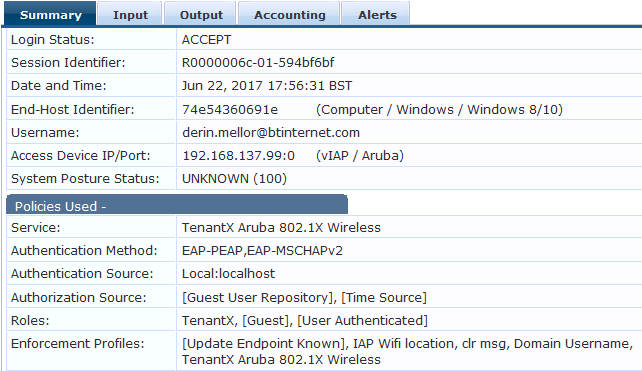 Summary Input Output Accounting Alerts
Login Status: ACCEPT
Session Identifier: R0000006c-01-594bf6bf
Date and Time: Jun 22, 2017 17:56:31 BST
End-Host Identifier: 74e54360691e (Computer / Windows / Windows 8/10)
Username: derin.mellor@btinternet.com
Access Device IP/Port: 192.168.137.99:0 (vIAP / Aruba)
System Posture Status: UNKNOWN (100)
Policies Used -
Service: TenantX Aruba 802.1X Wireless
Authentication Method: EAP-PEAP,EAP-MSCHAPv2
Authentication Source: Local:localhost
Authorization Source: [Guest User Repository], [Time Source]
Roles: TenantX, [Guest], [User Authenticated]
Enforcement Profiles: [Update Endpoint Known], IAP Wifi location, clr msg, Domain Username,
TenantX Aruba 802.1X Wireless